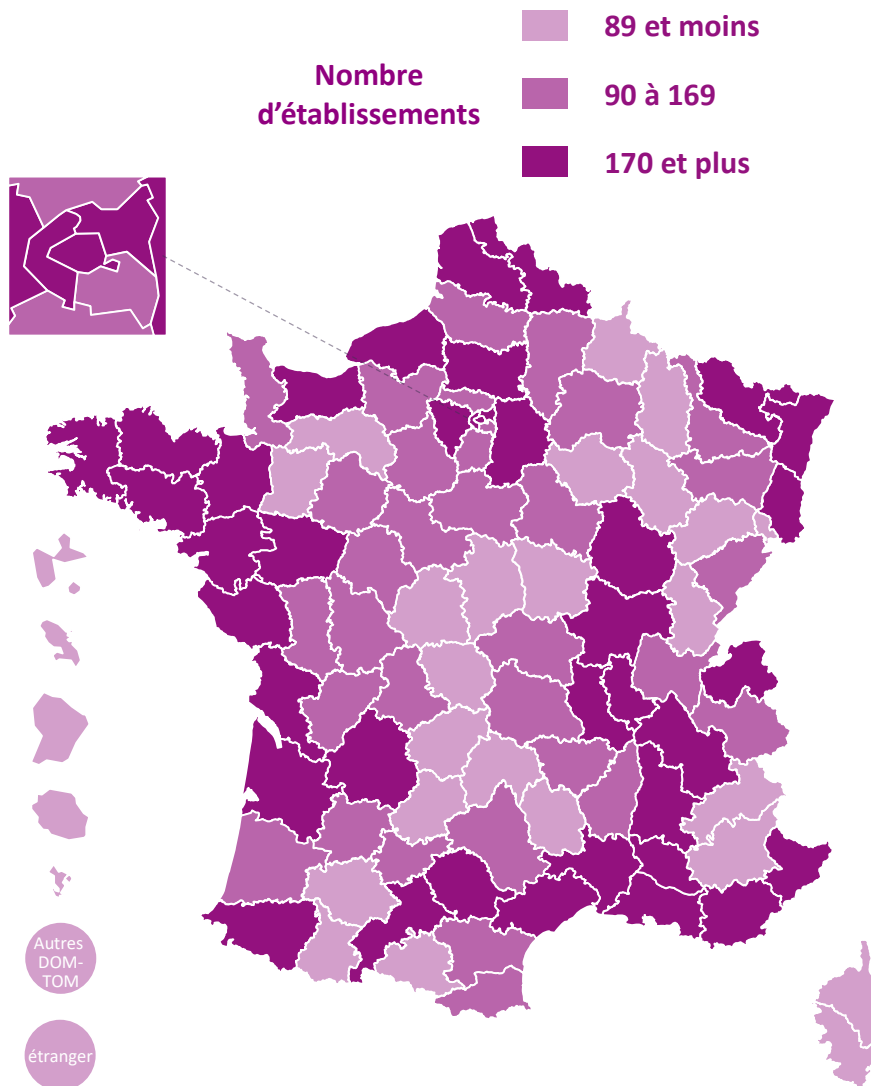 89 et moins
Nombre
d'établissements
90 à 169
170 et plus
Autres
DOM-
TOM
étranger